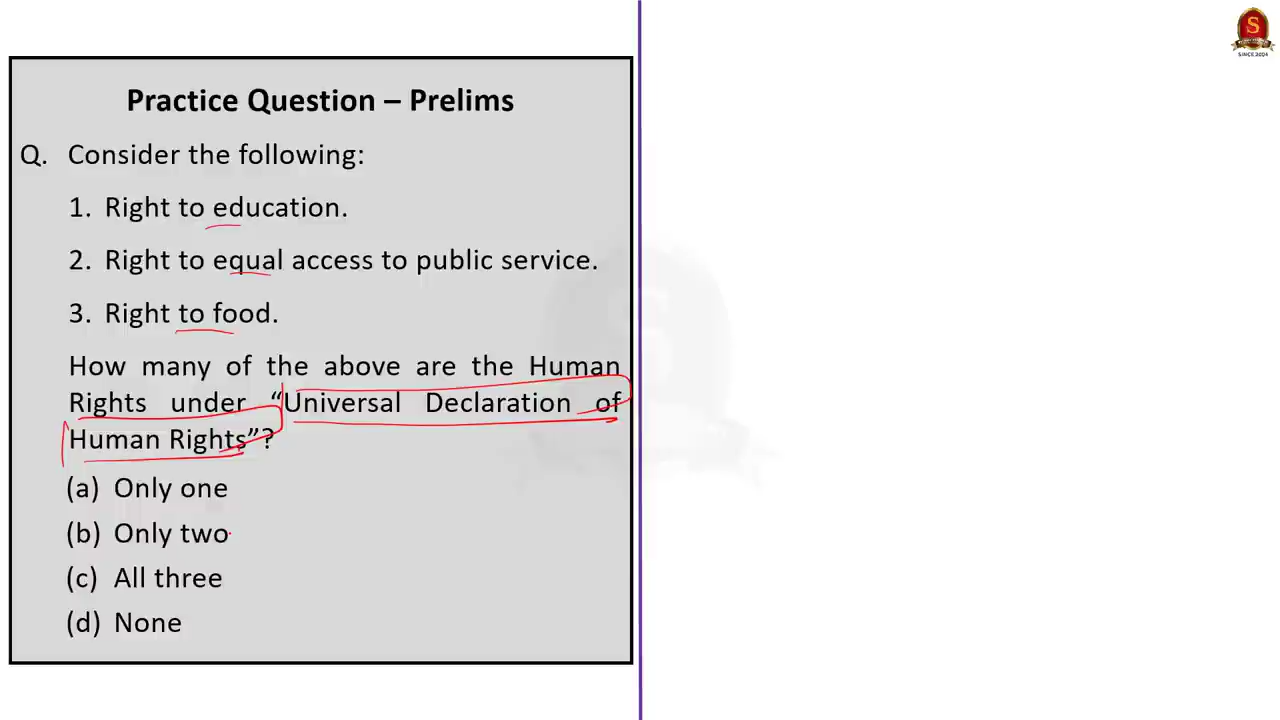 S
SINCE 2004
Practice Question – Prelims
Q. Consider the following:
1. Right to education.
2. Right to equal access to public service.
3. Right to food.
How many of the above are the Human
Rights under “Universal Declaration of
Human Rights”?
(a) Only one
(b) Only two
(c) All three
(d) None